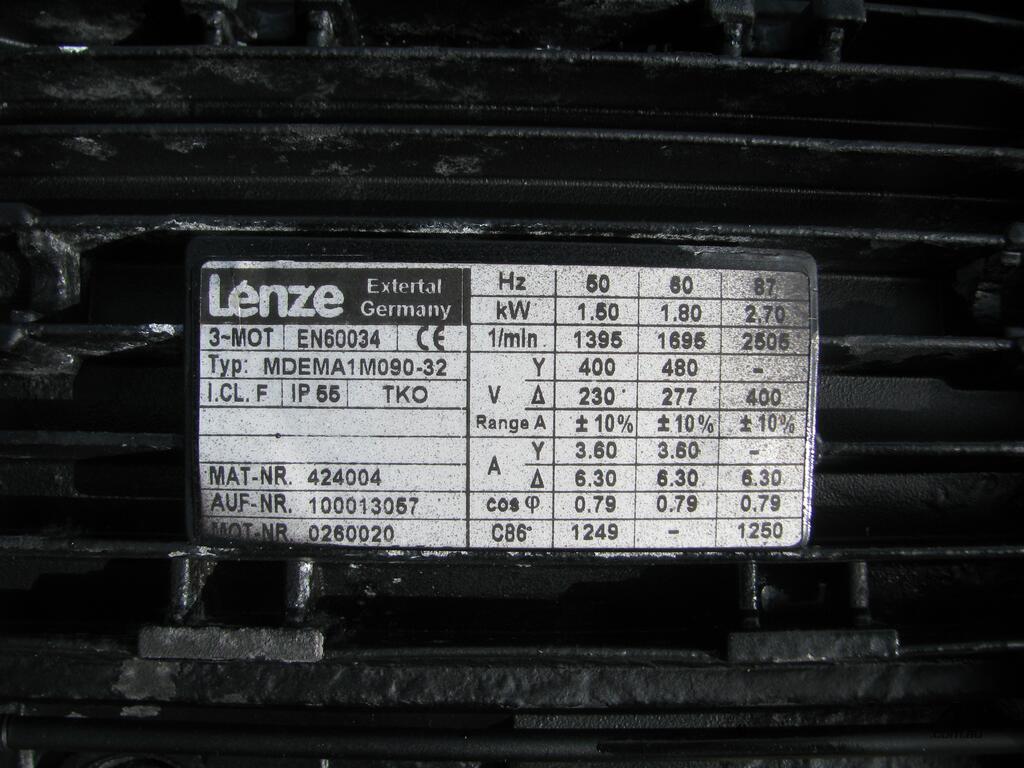 Lenze Extertal Germany
3~MOT EN60034 CE
Typ: MDEMA1M090-32
I.CL. F IP 55 TKO
MAT-NR. 424004
AUF-NR. 100013057
MOT-NR. 0260020
Hz 50 60 87
kW 1.50 1.80 2.70
1/min 1395 1695 2505
V Y 400 480 -
Δ 230 277 400
Range A ±10% ±10% ±10%
A Y 3.60 3.60 -
Δ 6.30 6.30 6.30
cos φ 0.79 0.79 0.79
C86 1249 - 1250
.com.au